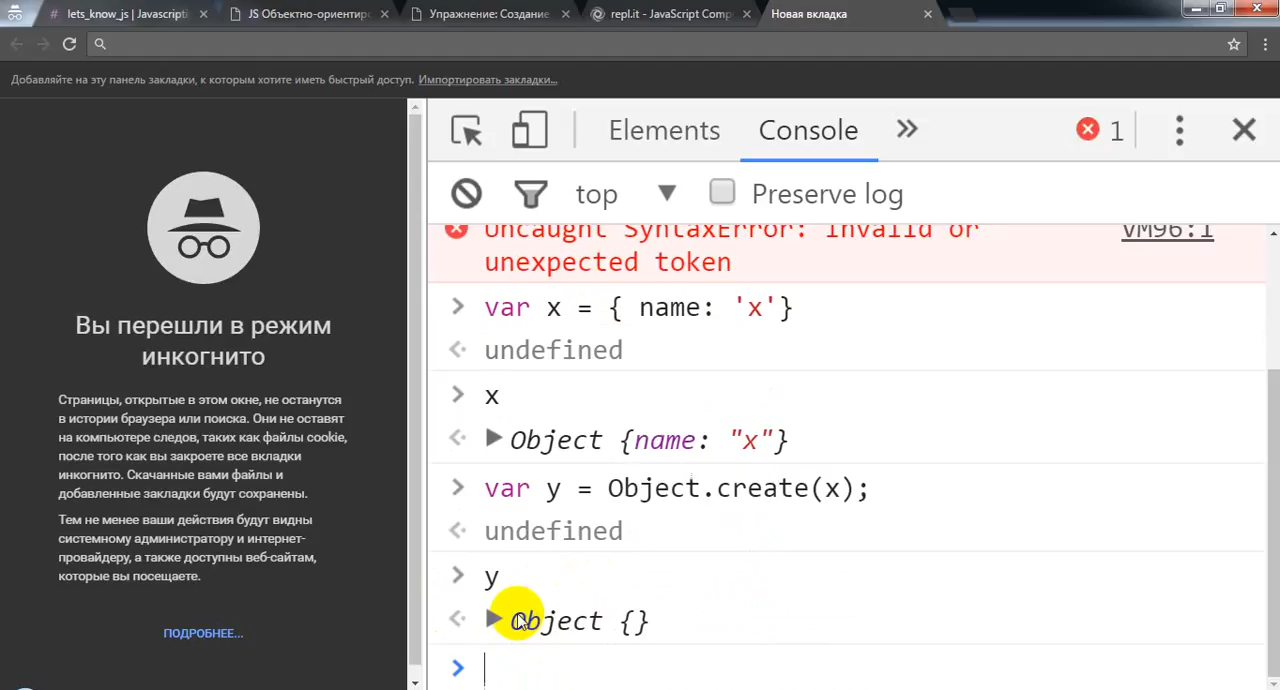 # lets_know_js | Javascripti
JS Объектно-ориентир
Упражнение: Создание
repl.it - JavaScript Comp
Новая вкладка
Добавляйте на эту панель закладки, к которым хотите иметь быстрый доступ. Импортировать закладки...
Elements
Console
1
top
Preserve log
Uncaught SyntaxError: Invalid or
VM96:1
unexpected token
> var x = { name: 'x'}
undefined
> x
Object {name: "x"}
> var y = Object.create(x);
undefined
> y
Object {}
>
Вы перешли в режим
инкогнито
Страницы, открытые в этом окне, не останутся
в истории браузера или поиска. Они не оставят
на компьютере следов, таких как файлы cookie,
после того как вы закроете все вкладки
инкогнито. Скачанные вами файлы и
добавленные закладки будут сохранены.
Тем не менее ваши действия будут видны
системному администратору и интернет-
провайдеру, а также доступны веб-сайтам,
которые вы посещаете.
ПОДРОБНЕЕ...